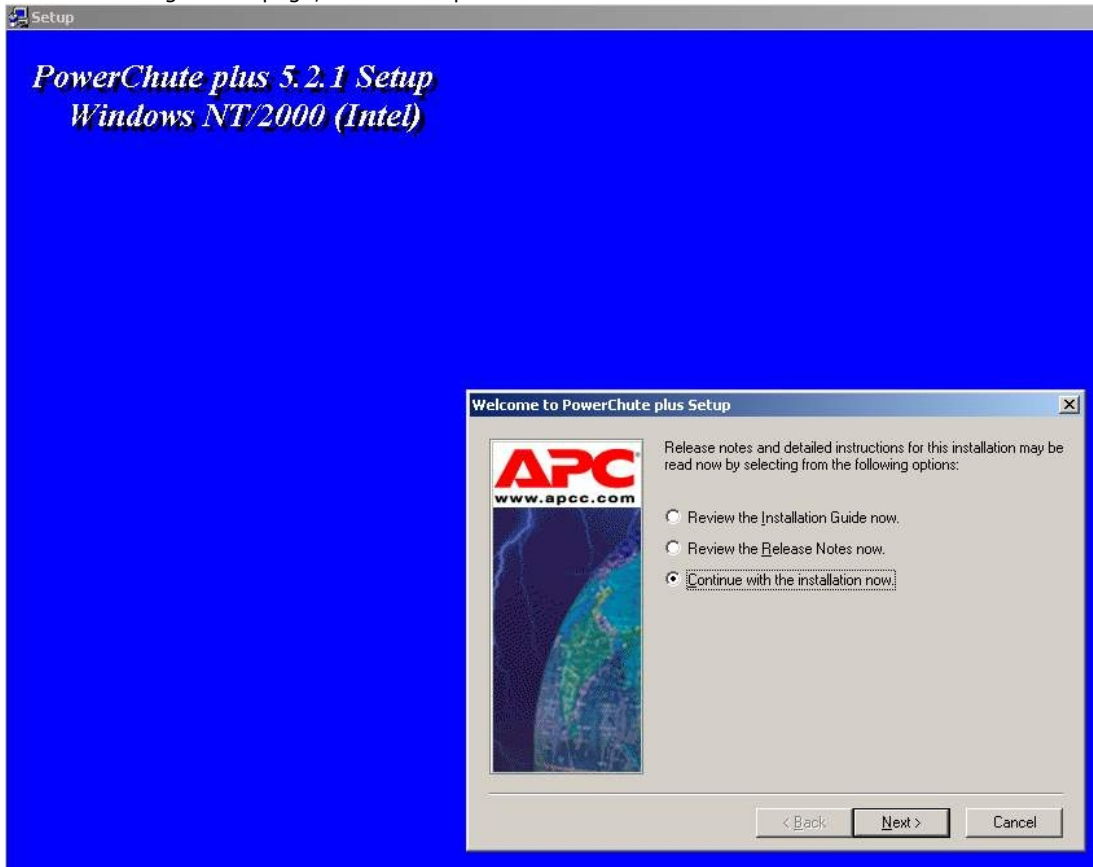 Setup
PowerChute plus 5.2.1 Setup
Windows NT/2000 (Intel)
Welcome to PowerChute plus Setup
APC
www.apcc.com
Release notes and detailed instructions for this installation may be
read now by selecting from the following options:
Review the Installation Guide now.
Review the Release Notes now.
Continue with the installation now.
< Back
Next >
Cancel